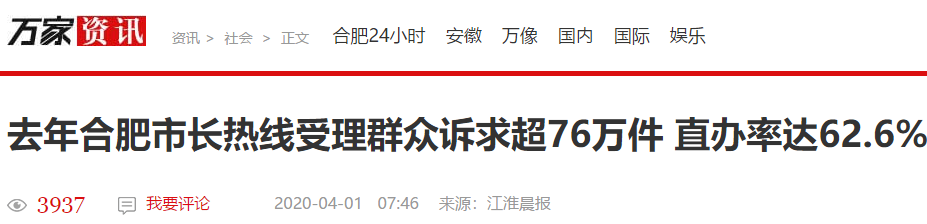 万家资讯 资讯 > 社会 > 正文 合肥24小时 安徽 万像 国内 国际 娱乐
去年合肥市长热线受理群众诉求超76万件 直办率达62.6%
3937 我要评论 2020-04-01 07:46 来源：江淮晨报